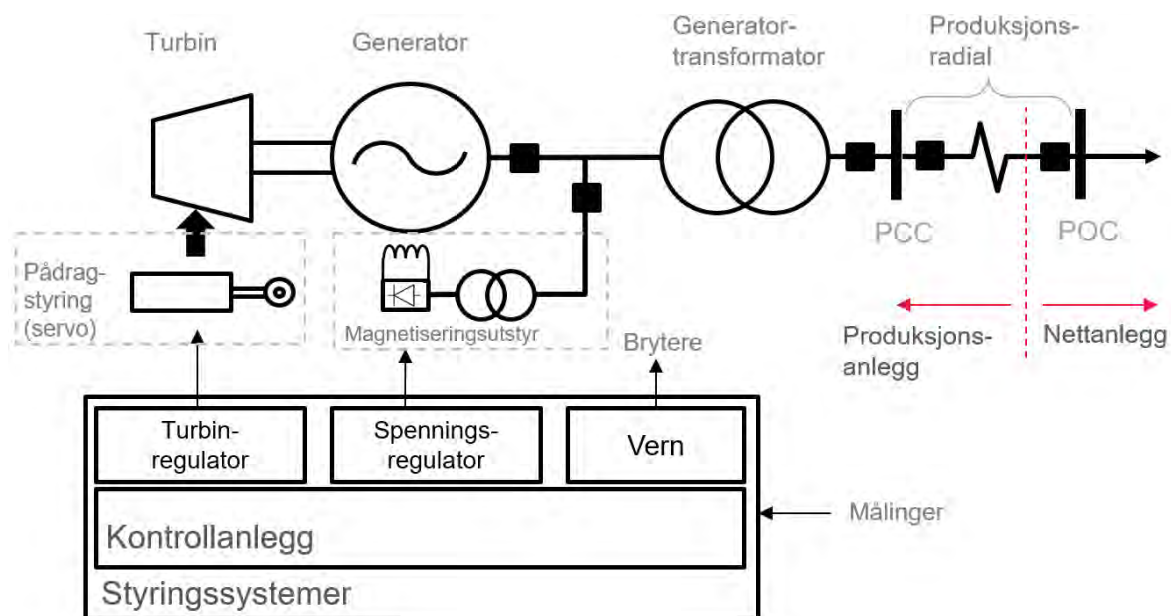 Turbin
Generator
Generator-
transformator
Produksjons-
radial
PCC
POC
Pådrag-
styring
(servo)
Magnetiseringsutstyr
Brytere
Produksjons-
anlegg
Nettanlegg
Turbin-
regulator
Spennings-
regulator
Vern
Kontrollanlegg
Målinger
Styringssystemer